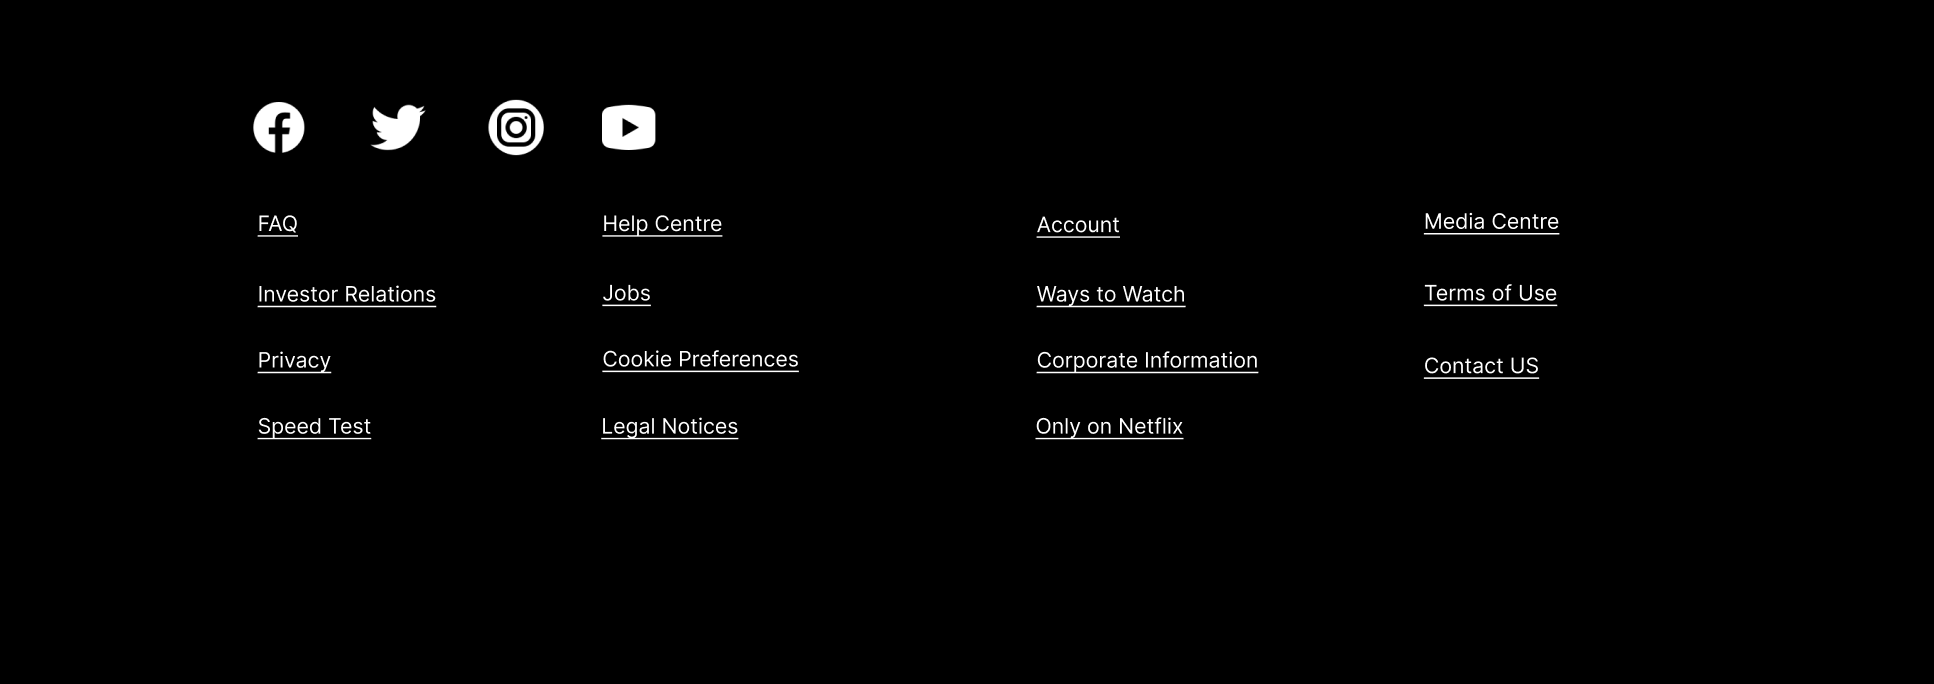 FAQ
Help Centre
Account
Media Centre
Investor Relations
Jobs
Ways to Watch
Terms of Use
Privacy
Cookie Preferences
Corporate Information
Contact US
Speed Test
Legal Notices
Only on Netflix